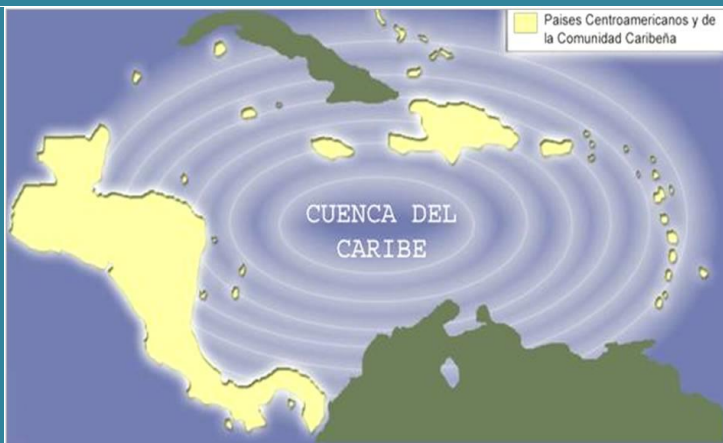 Paises Centroamericanos y de
la Comunidad Caribeña
CUENCA DEL
CARIBE